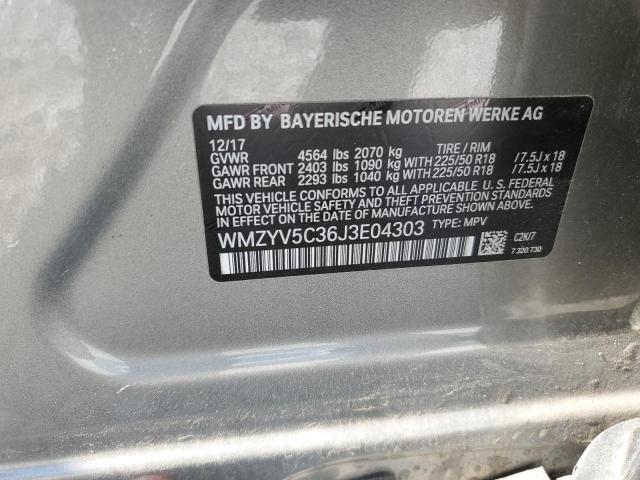 MFD BY BAYERISCHE MOTOREN WERKE AG
12/17 TIRE / RIM
GVWR 4564 lbs 2070 kg
GAWR FRONT 2403 lbs 1090 kg WITH 225/50 R18 /7.5J x 18
GAWR REAR 2293 lbs 1040 kg WITH 225/50 R18 /7.5J x 18
THIS VEHICLE CONFORMS TO ALL APPLICABLE U.S. FEDERAL
MOTOR VEHICLE SAFETY, BUMPER, AND THEFT PREVENTION STANDARDS
IN EFFECT ON THE DATE OF MANUFACTURE SHOWN ABOVE.
WMZYV5C36J3E04303 TYPE: MPV
C2K/7
7 320 730